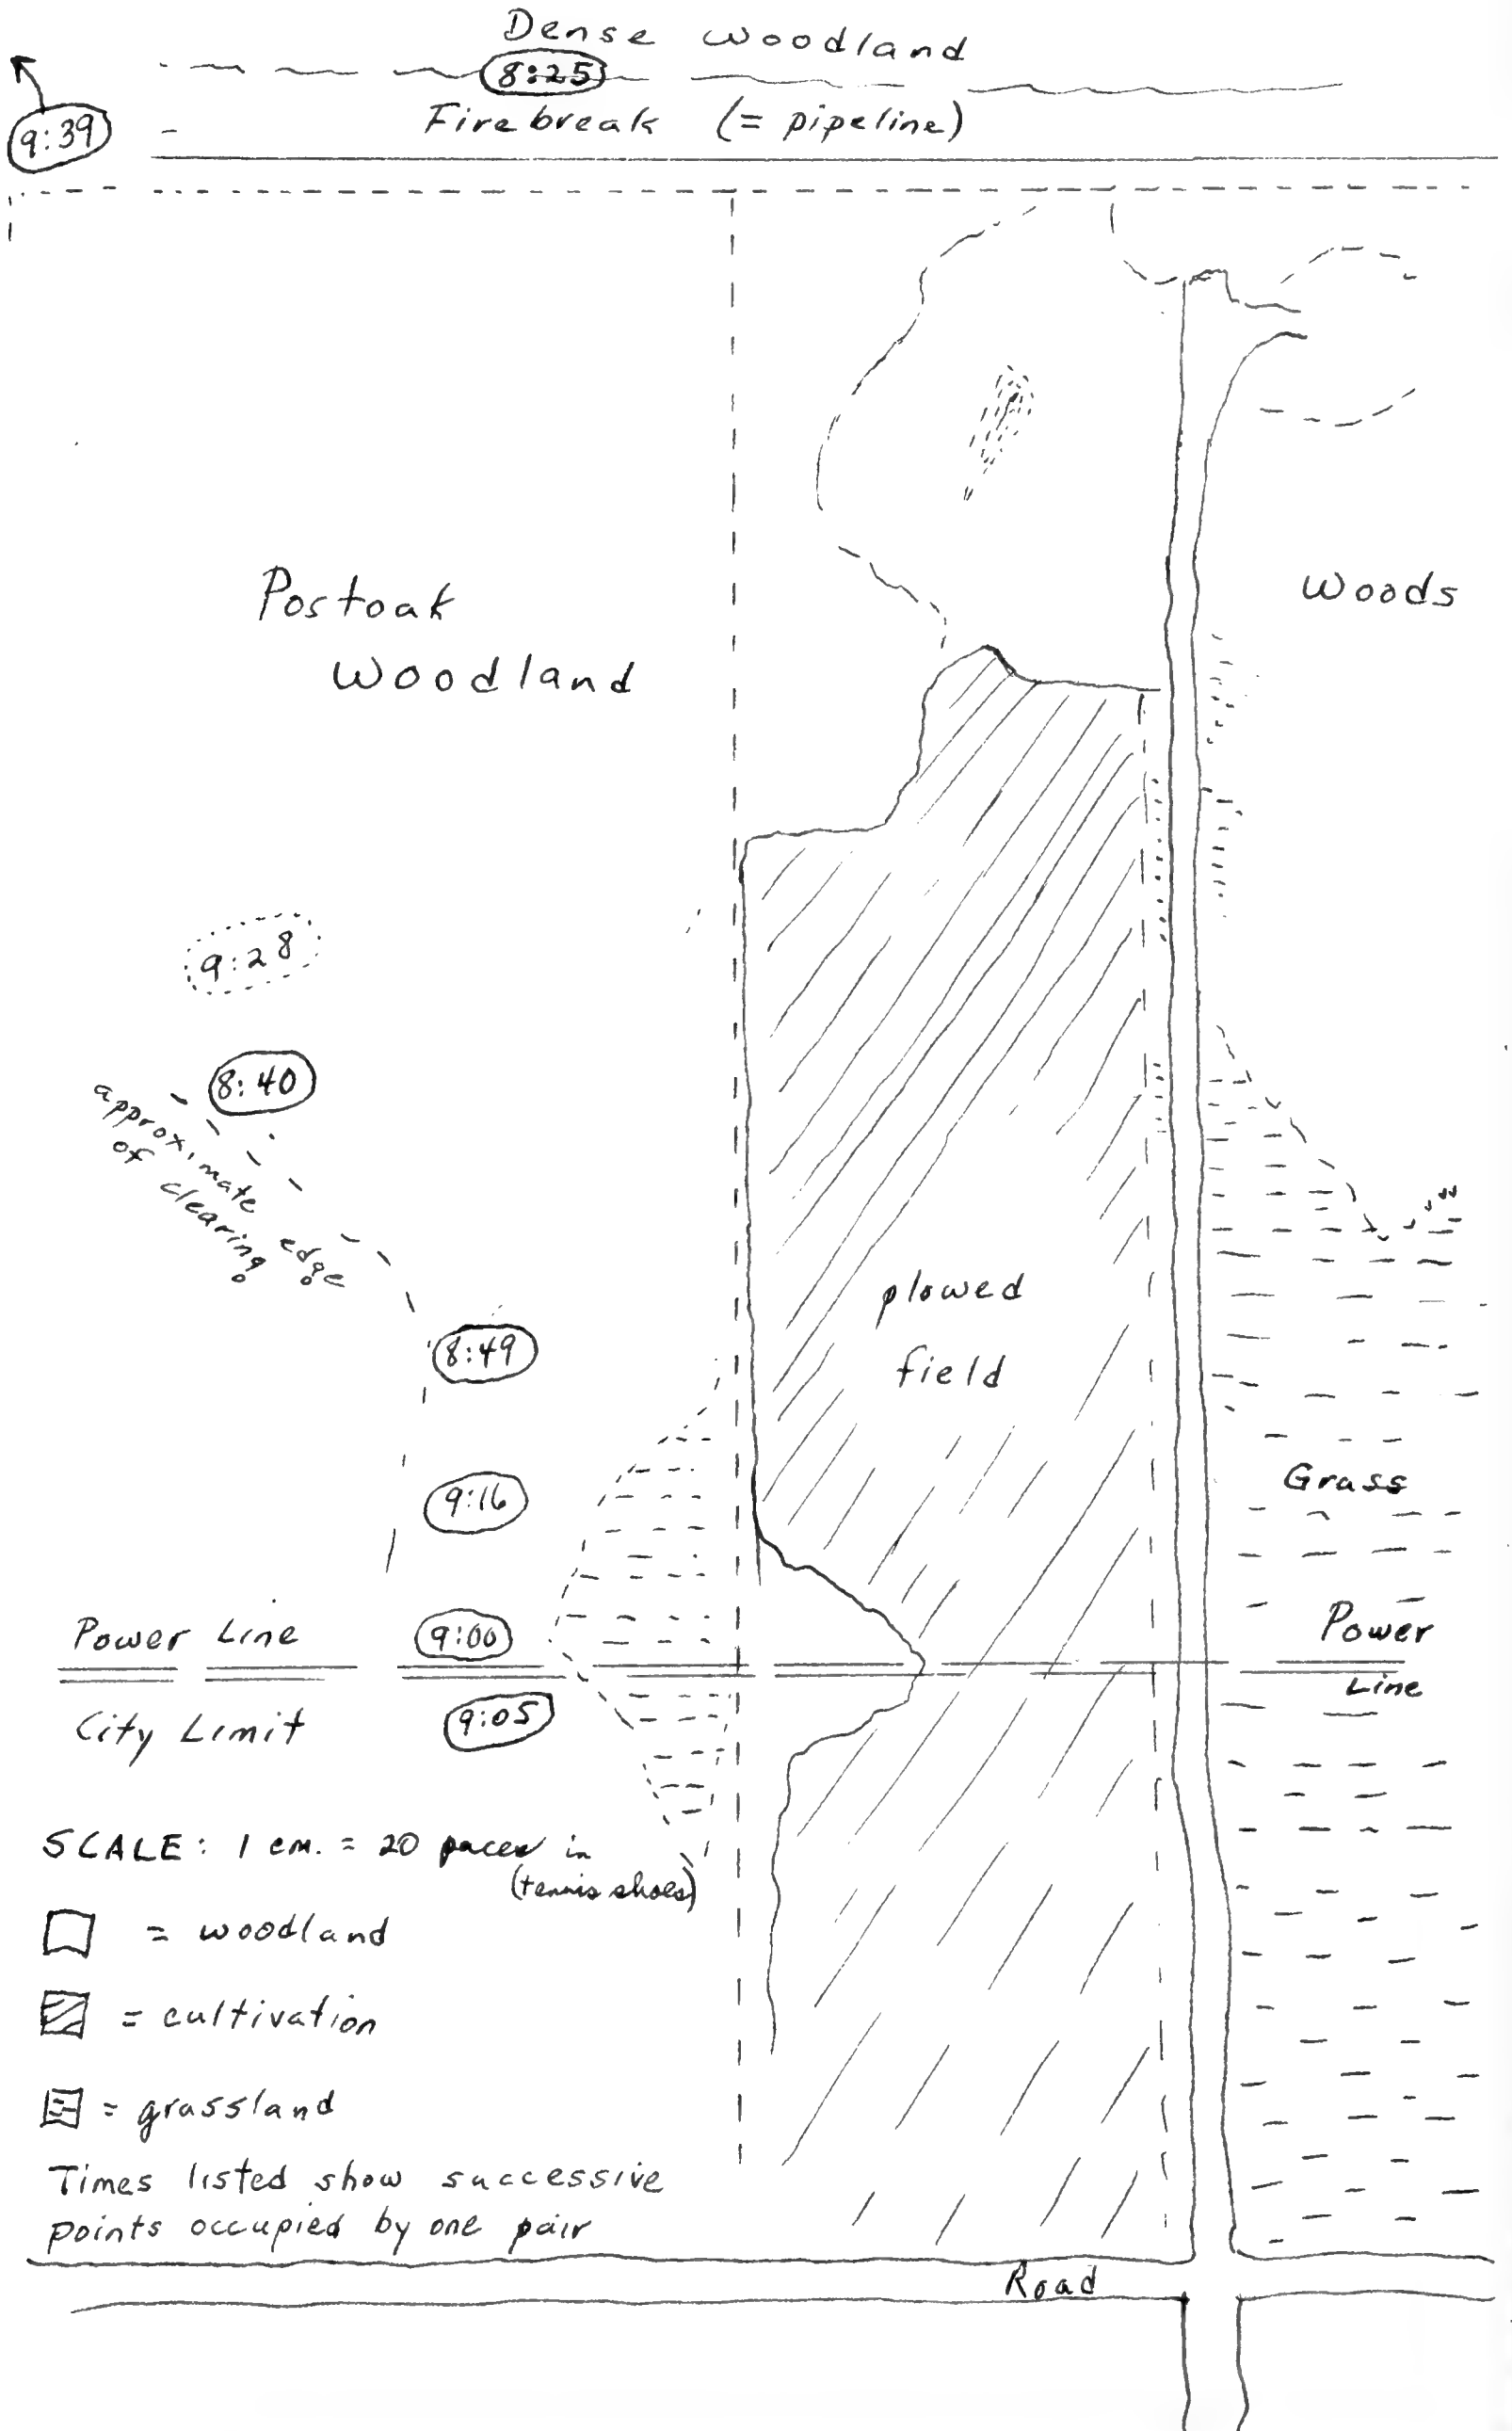 Dense Woodland
8:25
9:39
Firebreak (= pipeline)
Postoak
Woodland
Woods
9:28
8:40
approximate edge
of clearing
8:49
plowed
field
9:16
Grass
Power Line
9:00
Power
Line
City Limit
9:05
SCALE: 1 cm. = 20 paces in
(tennis shoes)
= woodland
= cultivation
= grassland
Times listed show successive
points occupied by one pair
Road